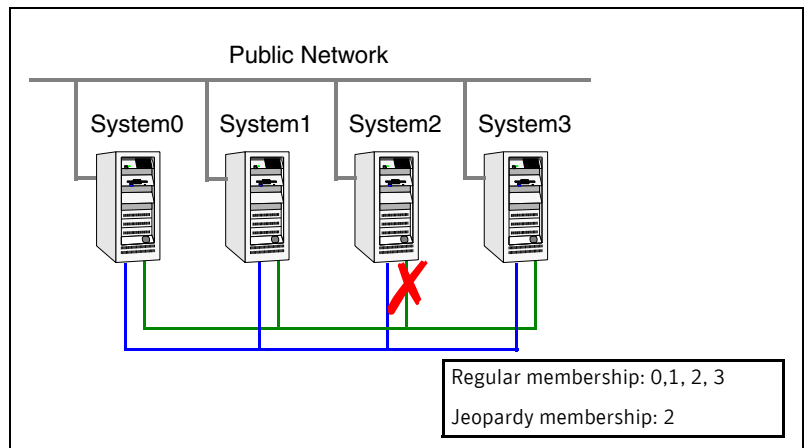 Public Network
System0 System1 System2 System3
Regular membership: 0,1, 2, 3
Jeopardy membership: 2